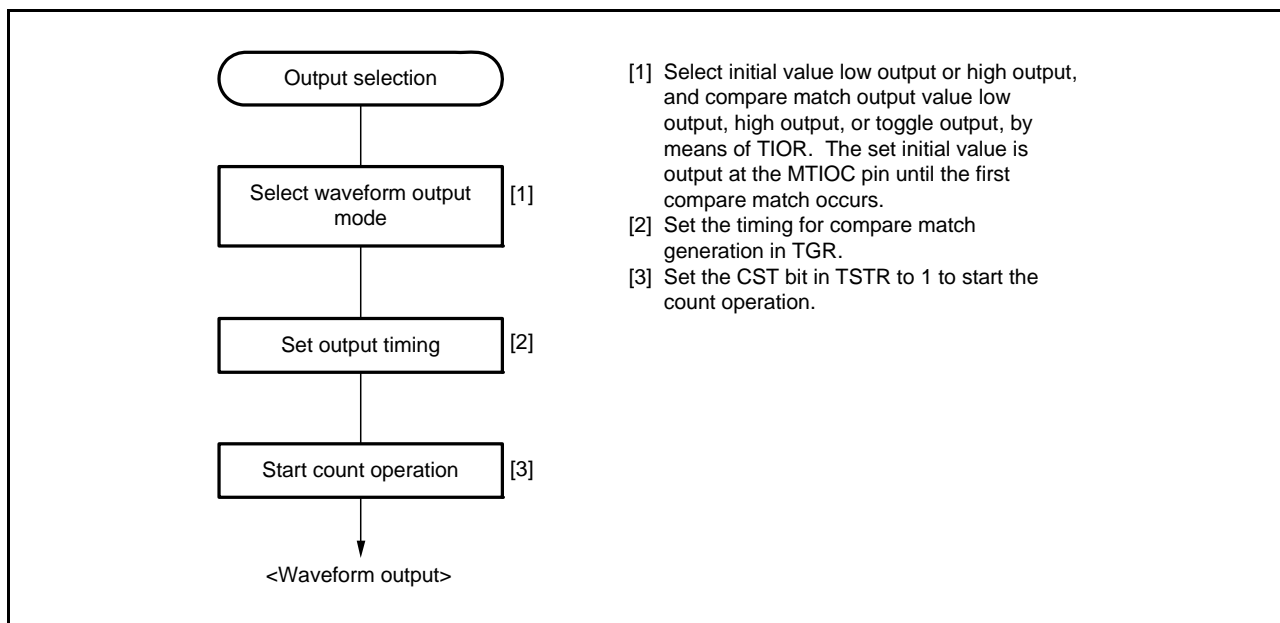 Output selection
Select waveform output
mode
[1]
Set output timing
[2]
Start count operation
[3]
<Waveform output>
[1] Select initial value low output or high output,
and compare match output value low
output, high output, or toggle output, by
means of TIOR. The set initial value is
output at the MTIOC pin until the first
compare match occurs.
[2] Set the timing for compare match
generation in TGR.
[3] Set the CST bit in TSTR to 1 to start the
count operation.